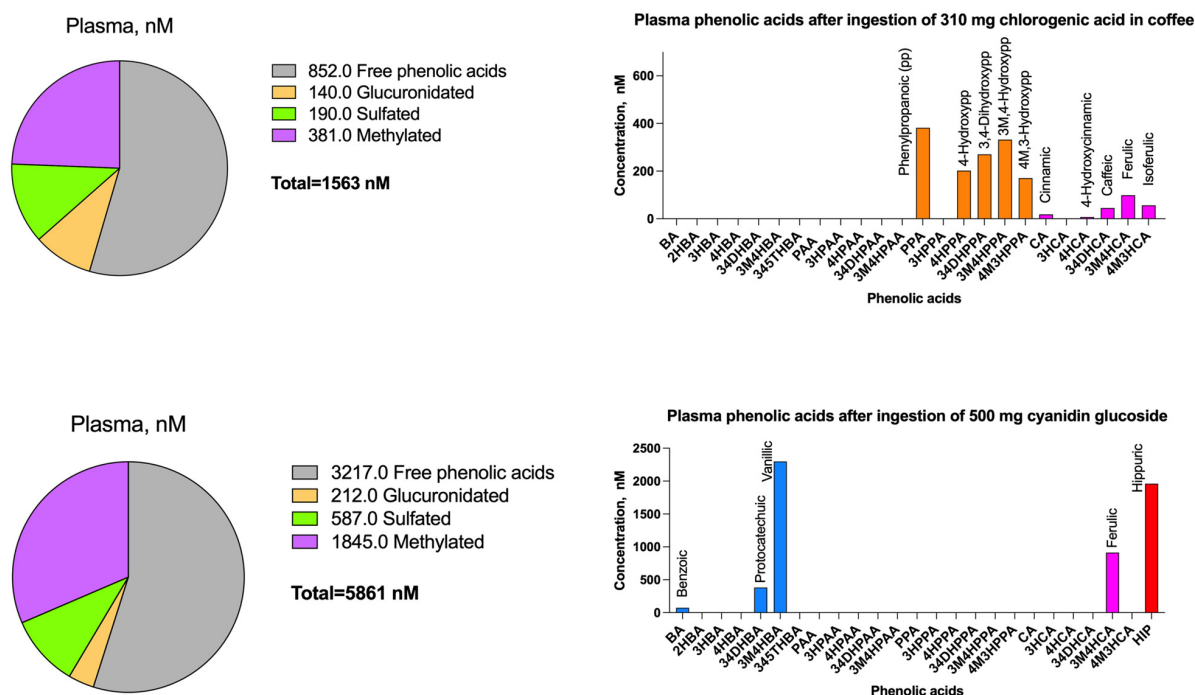 Plasma, nM
852.0 Free phenolic acids
140.0 Glucuronidated
190.0 Sulfated
381.0 Methylated
Total=1563 nM
Plasma phenolic acids after ingestion of 310 mg chlorogenic acid in coffee
Concentration, nM
600
400
200
0
Phenylpropanoic (pp)
4-Hydroxypp
3,4-Dihydroxypp
3M,4-Hydroxypp
4M,3-Hydroxypp
Cinnamic
4-Hydroxycinnamic
Caffeic
Ferulic
Isoferulic
BA
2HBA
3HBA
4HBA
34DHBA
3M4HBA
345THBA
PAA
3HPAA
4HPAA
34DHPAA
3M4HPAA
PPA
3HPPA
4HPPA
34DHPPA
3M4HPPA
4M3HPPA
CA
3HCA
4HCA
34DHCA
3M4HCA
4M3HCA
Phenolic acids
Plasma, nM
3217.0 Free phenolic acids
212.0 Glucuronidated
587.0 Sulfated
1845.0 Methylated
Total=5861 nM
Plasma phenolic acids after ingestion of 500 mg cyanidin glucoside
Concentration, nM
2500
2000
1500
1000
500
0
Benzoic
Protocatechuic
Vanillic
Ferulic
Hippuric
BA
2HBA
3HBA
4HBA
34DHBA
3M4HBA
345THBA
PAA
3HPAA
4HPAA
34DHPAA
3M4HPAA
PPA
3HPPA
4HPPA
34DHPPA
3M4HPPA
4M3HPPA
CA
3HCA
4HCA
34DHCA
3M4HCA
4M3HCA
HIP
Phenolic acids